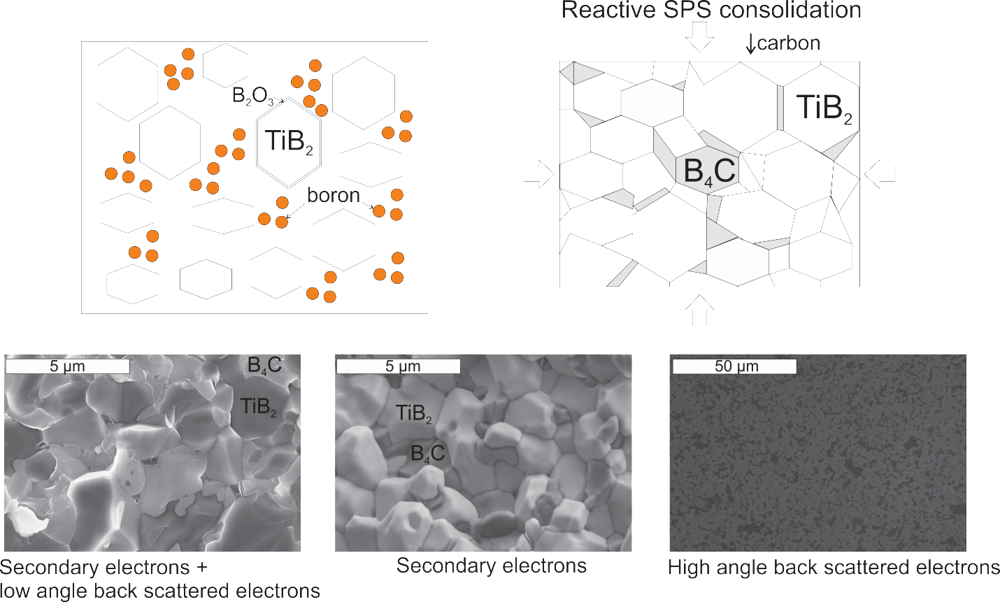 Reactive SPS consolidation
↓carbon
B₂O₃
TiB₂
TiB₂
B₄C
boron
5 µm
B₄C
TiB₂
5 µm
TiB₂
B₄C
50 µm
Secondary electrons +
low angle back scattered electrons
Secondary electrons
High angle back scattered electrons